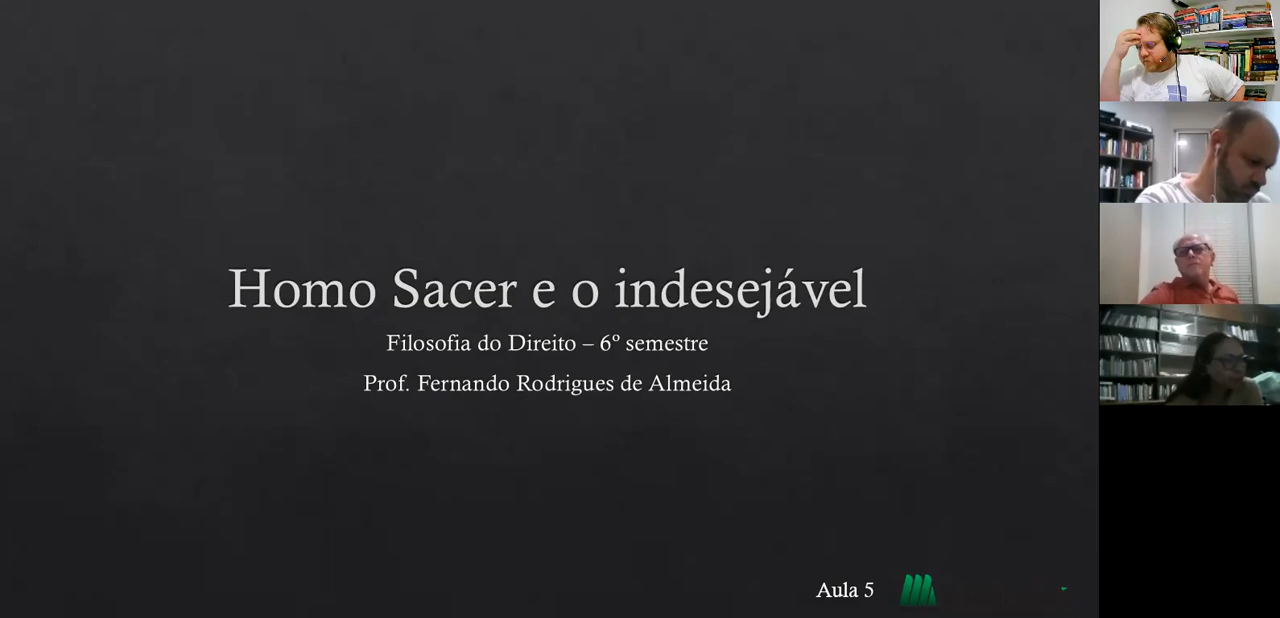 Homo Sacer e o indesejável
Filosofia do Direito – 6º semestre
Prof. Fernando Rodrigues de Almeida
Aula 5